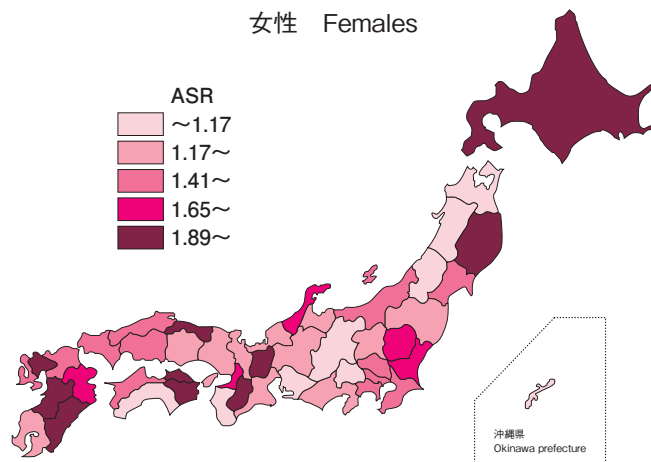 女性　Females
ASR
～1.17
1.17～
1.41～
1.65～
1.89～
沖縄県
Okinawa prefecture